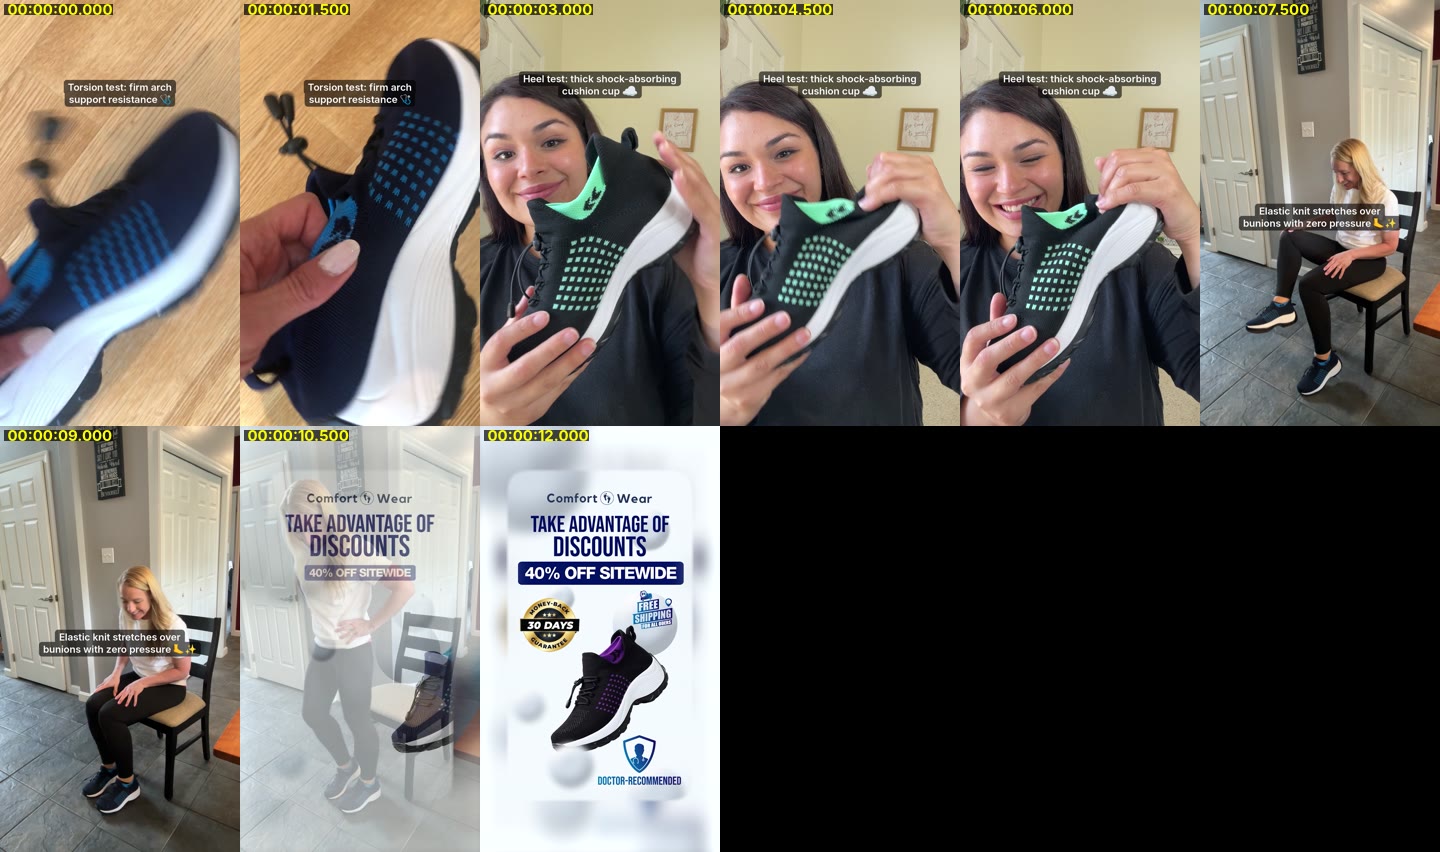 00:00:00.000
Torsion test: firm arch
support resistance 🩺
00:00:01.500
Torsion test: firm arch
support resistance 🩺
00:00:03.000
Heel test: thick shock-absorbing
cushion cup ☁️
00:00:04.500
Heel test: thick shock-absorbing
cushion cup ☁️
00:00:06.000
Heel test: thick shock-absorbing
cushion cup ☁️
00:00:07.500
Elastic knit stretches over
bunions with zero pressure 🦶✨
00:00:09.000
Elastic knit stretches over
bunions with zero pressure 🦶✨
00:00:10.500
Comfort Wear
TAKE ADVANTAGE OF
DISCOUNTS
40% OFF SITEWIDE
00:00:12.000
Comfort Wear
TAKE ADVANTAGE OF
DISCOUNTS
40% OFF SITEWIDE
MONEY-BACK
30 DAYS
GUARANTEE
FREE
SHIPPING
FOR ALL USERS
DOCTOR-RECOMMENDED